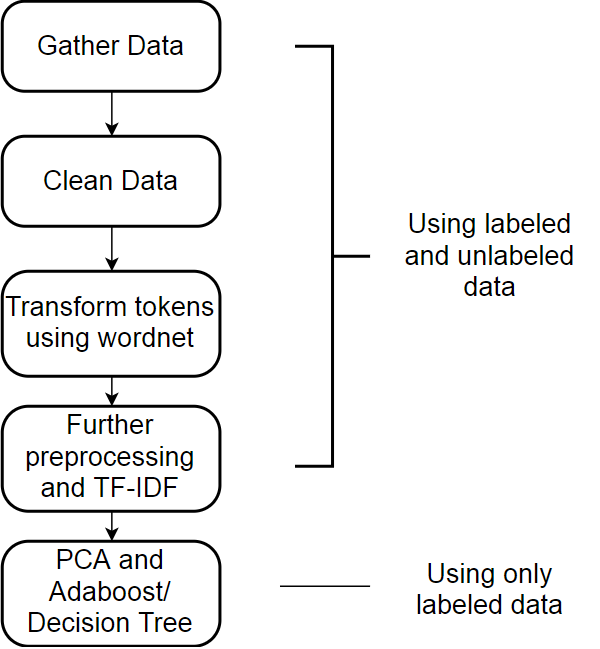 Gather Data
Clean Data
Using labeled
and unlabeled
data
Transform tokens
using wordnet
Further
preprocessing
and TF-IDF
PCA and
Adaboost/
Decision Tree
Using only
labeled data